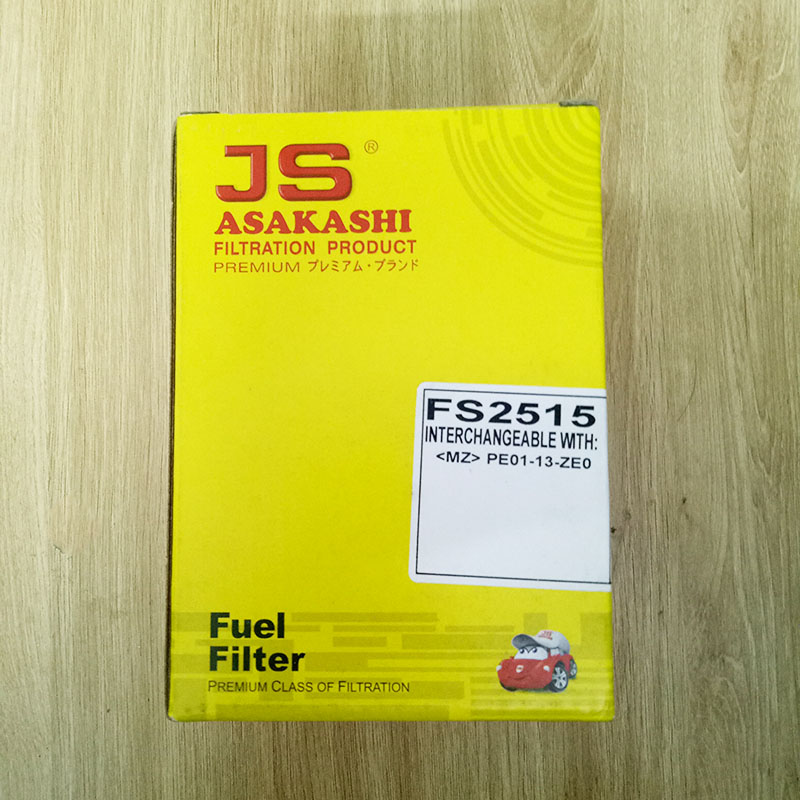 JS®
ASAKASHI
FILTRATION PRODUCT
PREMIUM プレミアム・ブランド
FS2515
INTERCHANGEABLE WITH:
<MZ> PE01-13-ZE0
Fuel
Filter
PREMIUM CLASS OF FILTRATION